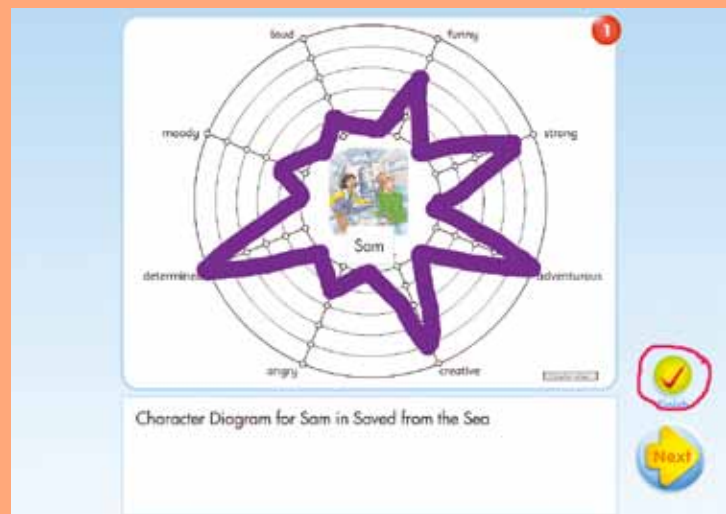 1
loud
funny
moody
strong
Sam
determined
adventurous
angry
creative
Character Diagram for Sam in Saved from the Sea
Next